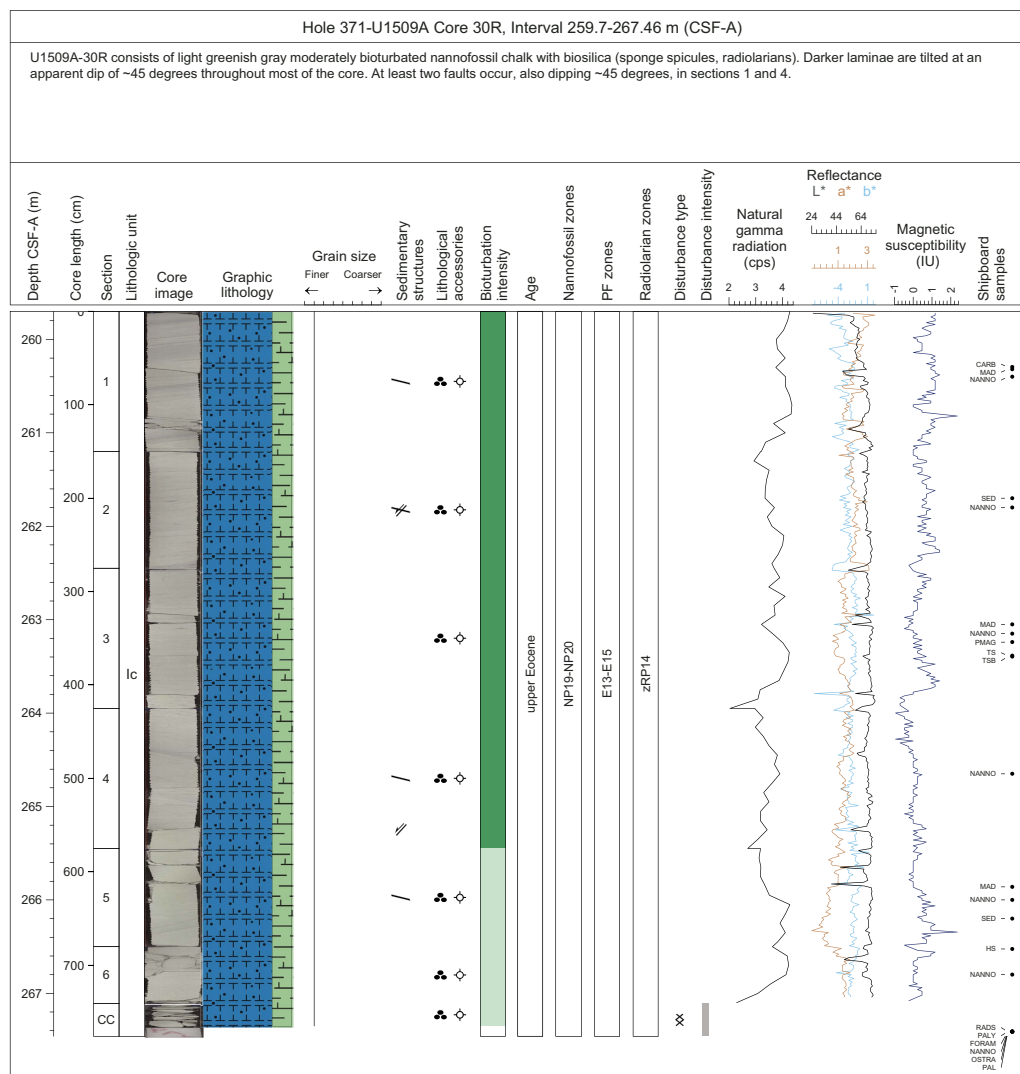 Hole 371-U1509A Core 30R, Interval 259.7-267.46 m (CSF-A)
U1509A-30R consists of light greenish gray moderately bioturbated nannofossil chalk with biosilica (sponge spicules, radiolarians). Darker laminae are tilted at an
apparent dip of ~45 degrees throughout most of the core. At least two faults occur, also dipping ~45 degrees, in sections 1 and 4.
Depth CSF-A (m)
Core length (cm)
Section
Lithologic unit
Core
image
Graphic
lithology
Grain size
Finer Coarser
Sedimentary
structures
Lithological
accessories
Bioturbation
intensity
Age
Nannofossil zones
PF zones
Radiolarian zones
Disturbance type
Disturbance intensity
Natural
gamma
radiation
(cps)
2 3 4
Reflectance
L* a* b*
24 44 64
1 3
-4 1
Magnetic
susceptibility
(IU)
-1 0 1 2
Shipboard
samples
260
261
262
263
264
265
266
267
0
100
200
300
400
500
600
700
1
2
3
4
5
6
CC
Ic
upper Eocene
NP19-NP20
E13-E15
zRP14
CARB
MAD
NANNO
SED
NANNO
MAD
NANNO
PMAG
TS
TSB
NANNO
MAD
NANNO
SED
HS
NANNO
RADS
PALY
FORAM
NANNO
OSTRA
PAL